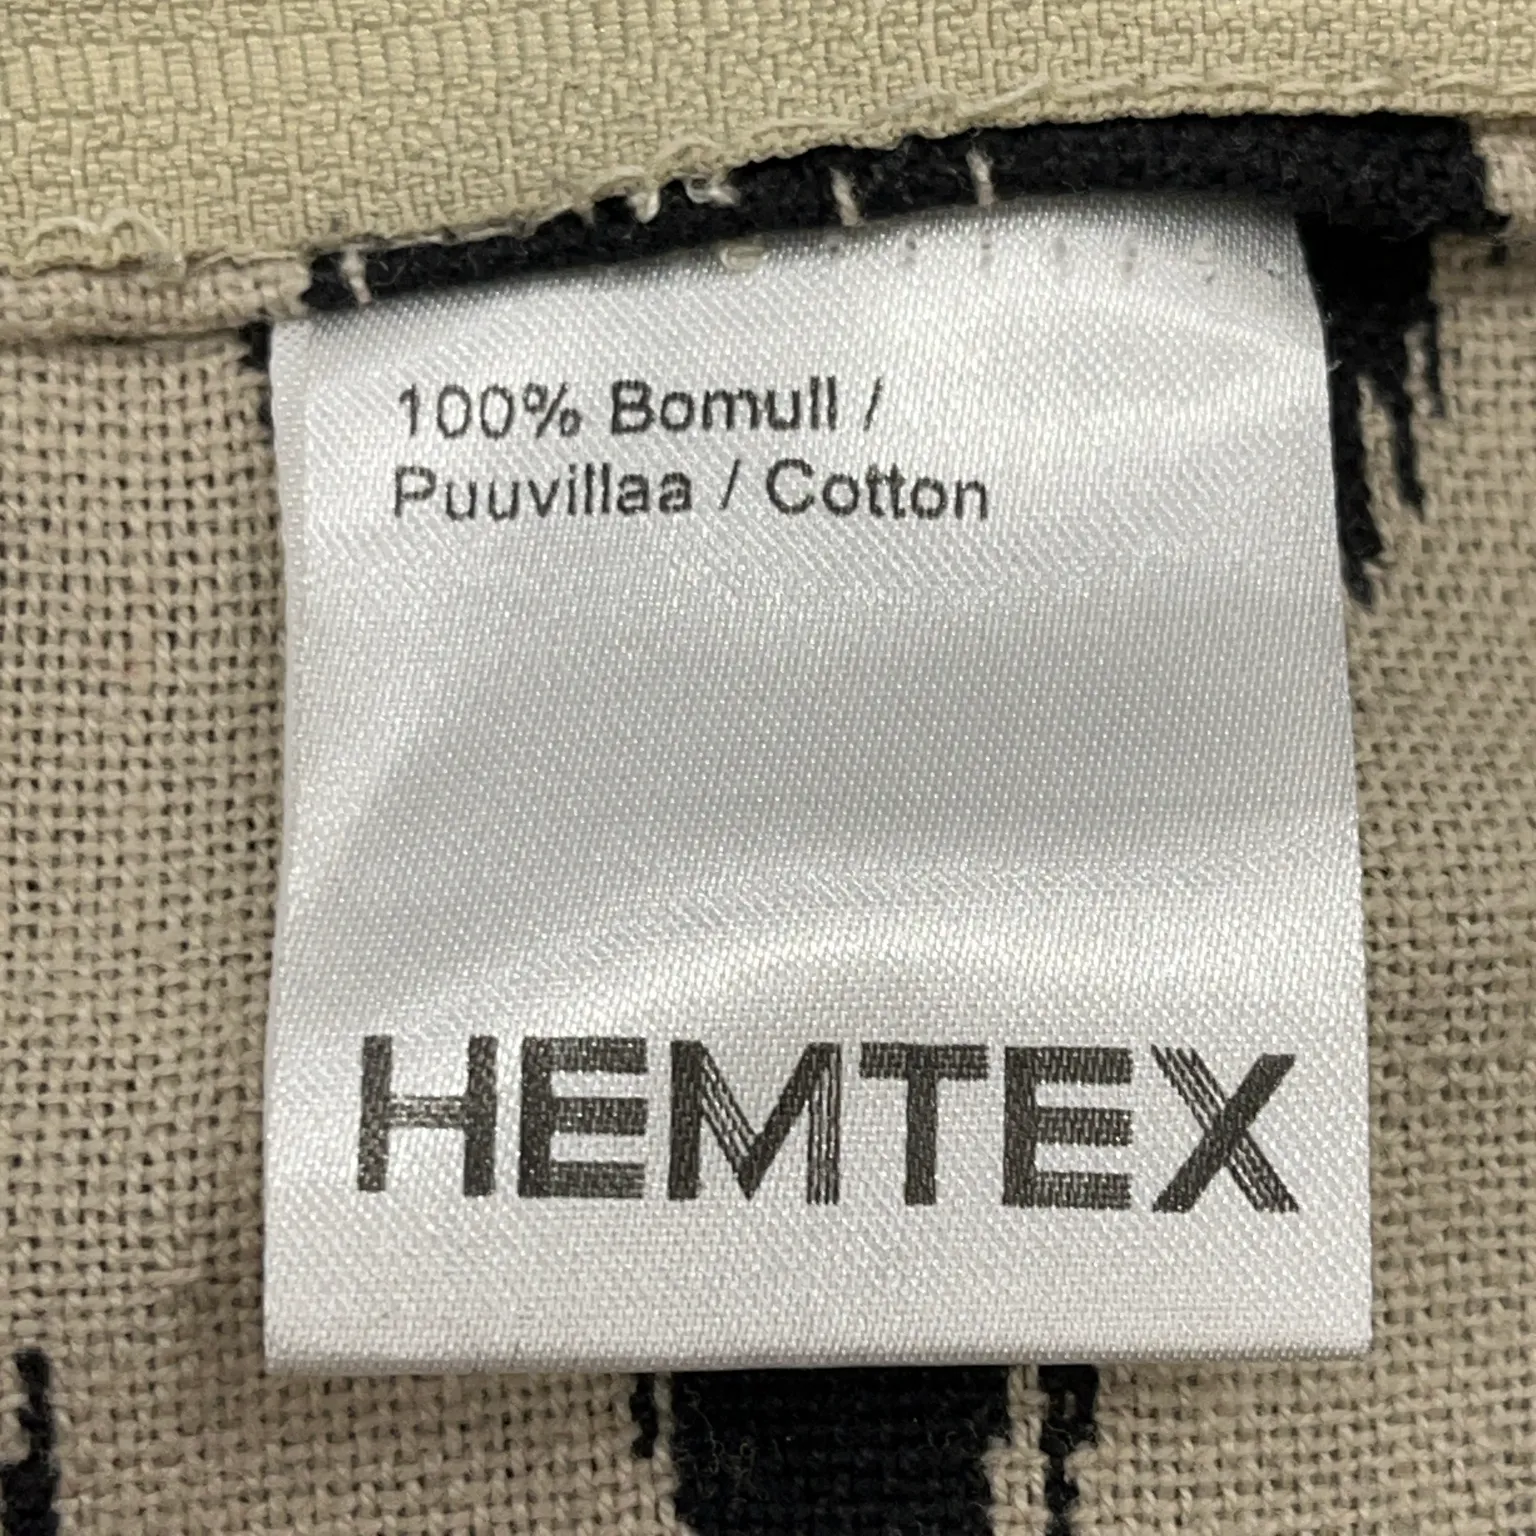 100% Bomull /
Puuvillaa / Cotton
HEMTEX